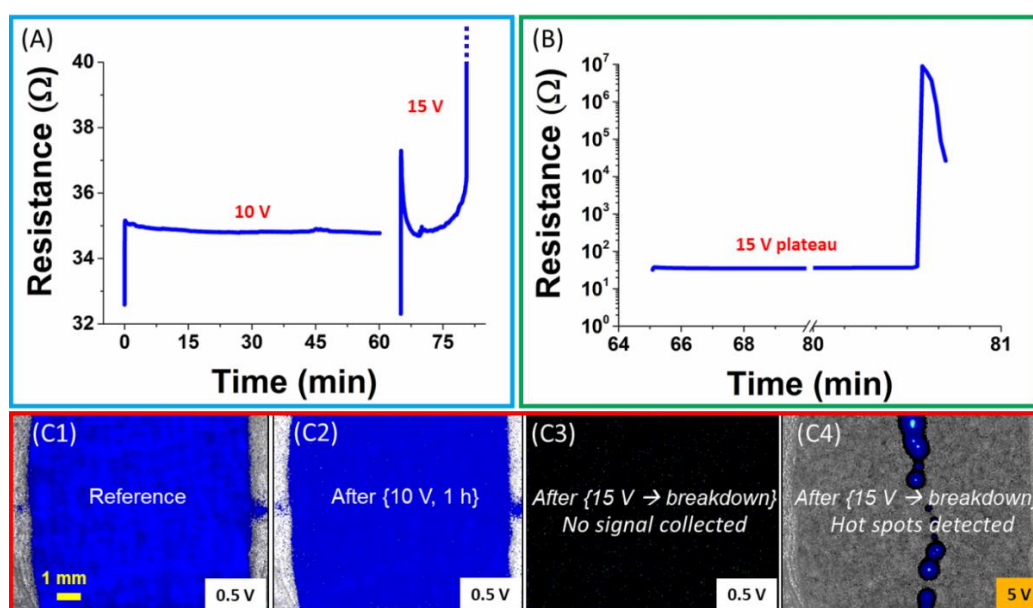 (A)
40
38
36
34
32
Resistance (Ω)
15 V
10 V
0
15
30
45
60
75
Time (min)
(B)
10⁷
10⁶
10⁵
10⁴
10³
10²
10¹
10⁰
Resistance (Ω)
15 V plateau
64
66
68
80
81
Time (min)
(C1)
Reference
1 mm
0.5 V
(C2)
After {10 V, 1 h}
0.5 V
(C3)
After {15 V → breakdown}
No signal collected
0.5 V
(C4)
After {15 V → breakdown}
Hot spots detected
5 V